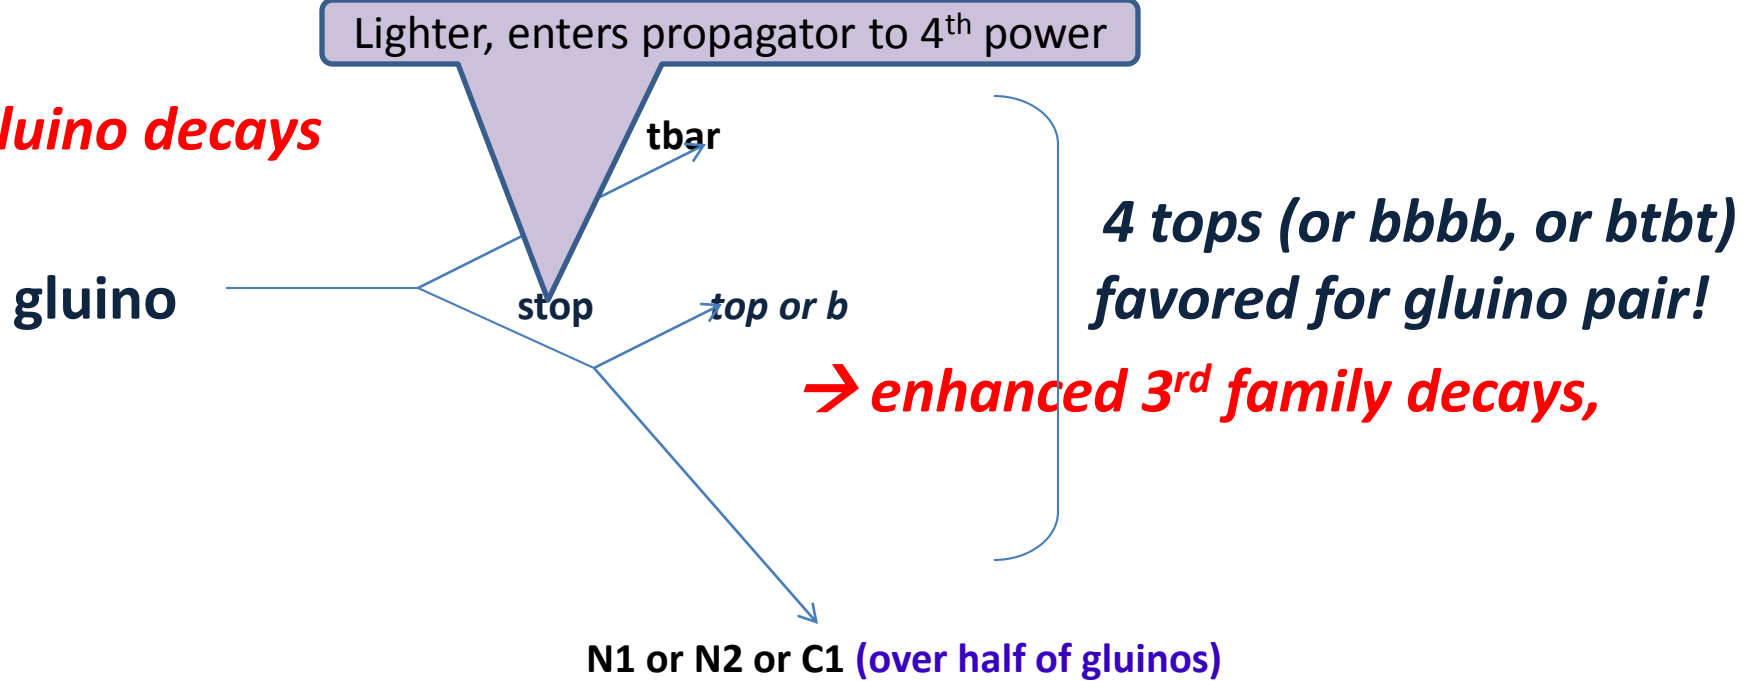 Lighter, enters propagator to 4th power
luino decays
tbar
4 tops (or bbbb, or btbt)
gluino
stop
top or b
favored for gluino pair!
→ enhanced 3rd family decays,
N1 or N2 or C1 (over half of gluinos)